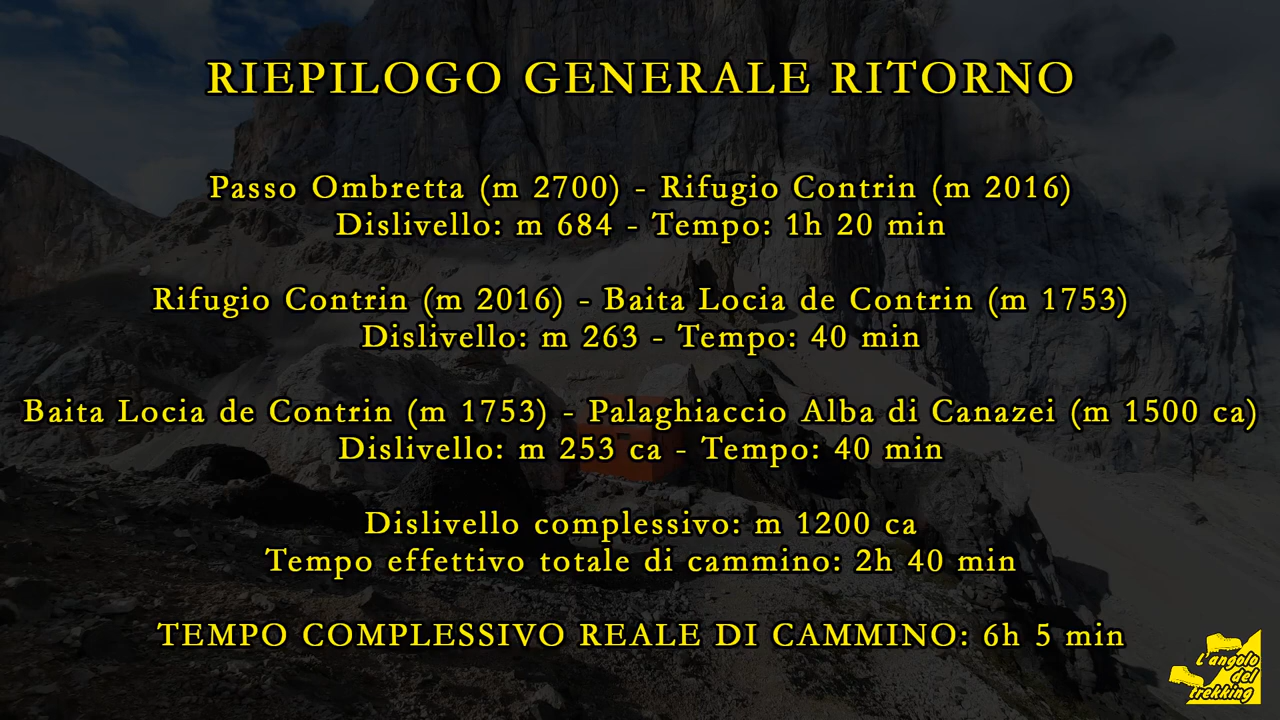 RIEPILOGO GENERALE RITORNO
Passo Ombretta (m 2700) - Rifugio Contrin (m 2016)
Dislivello: m 684 - Tempo: 1h 20 min
Rifugio Contrin (m 2016) - Baita Locia de Contrin (m 1753)
Dislivello: m 263 - Tempo: 40 min
Baita Locia de Contrin (m 1753) - Palaghiaccio Alba di Canazei (m 1500 ca)
Dislivello: m 253 ca - Tempo: 40 min
Dislivello complessivo: m 1200 ca
Tempo effettivo totale di cammino: 2h 40 min
TEMPO COMPLESSIVO REALE DI CAMMINO: 6h 5 min
L'angolo
del
trekking